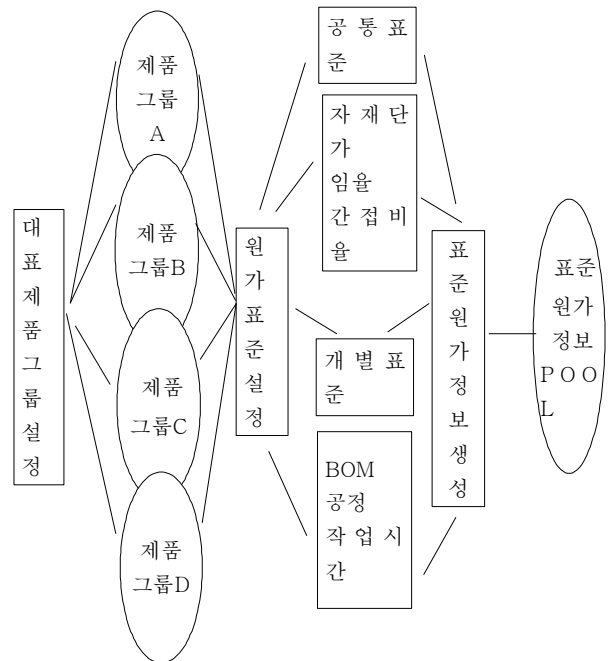 대
표
제
품
그
룹
설
정
제품
그룹
A
제품
그룹B
제품
그룹C
제품
그룹D
원
가
표
준
설
정
공 통 표
준
자 재 단
가
임율
간 접 비
율
개 별 표
준
BOM
공정
작 업 시
간
표
준
원
가
정
보
생
성
표준
원가
정보
P O O
L